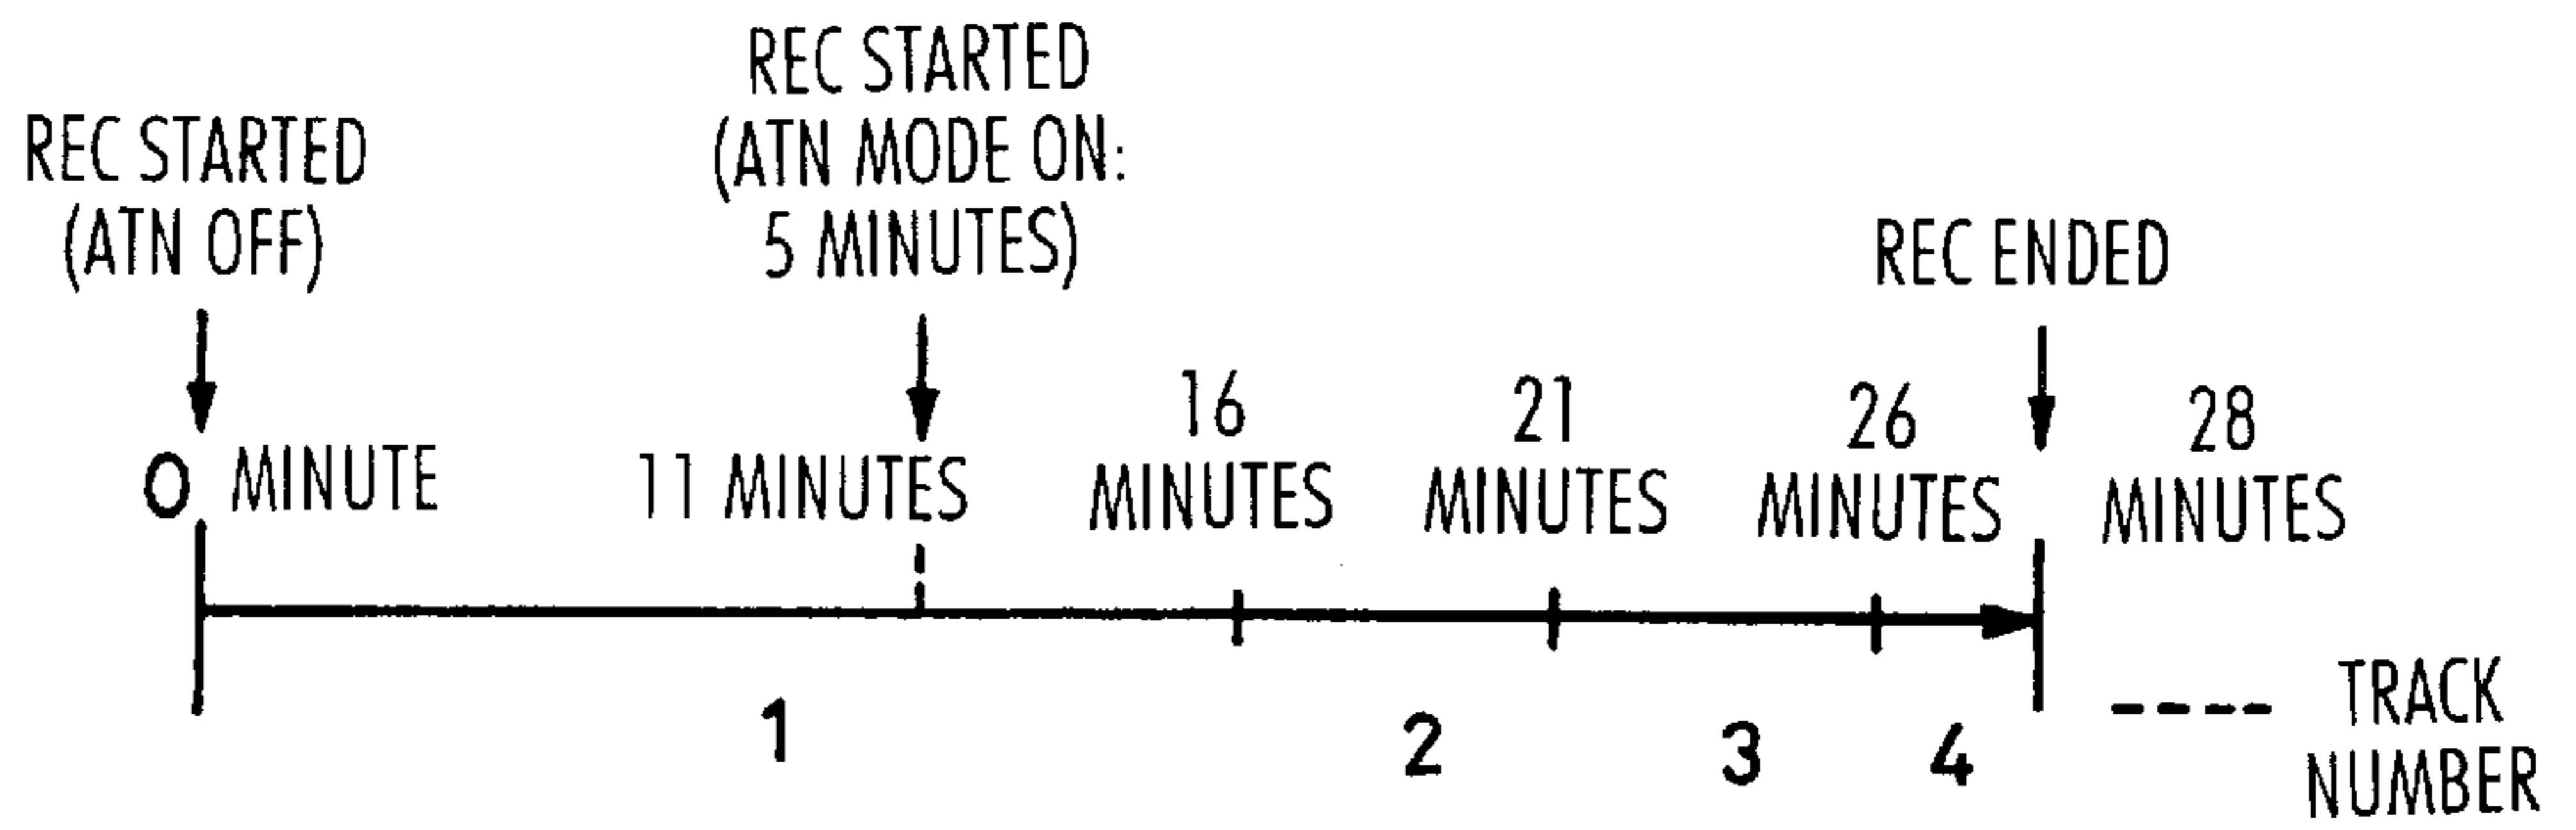 REC STARTED
(ATN OFF)
REC STARTED
(ATN MODE ON:
5 MINUTES)
REC ENDED
0 MINUTE
11 MINUTES
16
MINUTES
21
MINUTES
26
MINUTES
28
MINUTES
1
2
3
4
TRACK
NUMBER